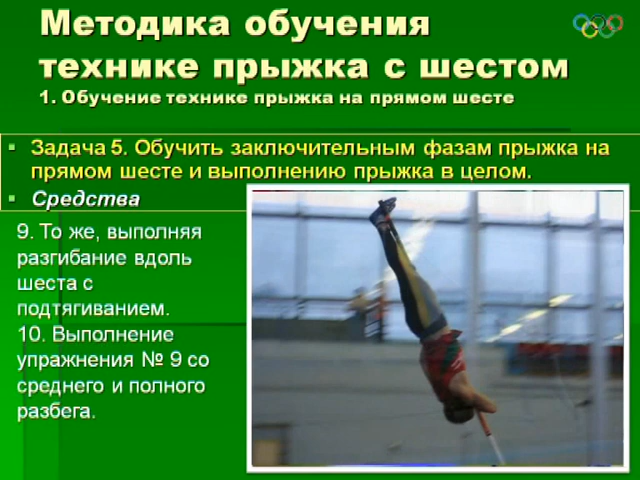 Методика обучения
технике прыжка с шестом
1. Обучение технике прыжка на прямом шесте
Задача 5. Обучить заключительным фазам прыжка на
прямом шесте и выполнению прыжка в целом.
Средства
9. То же, выполняя
разгибание вдоль
шеста с
подтягиванием.
10. Выполнение
упражнения № 9 со
среднего и полного
разбега.